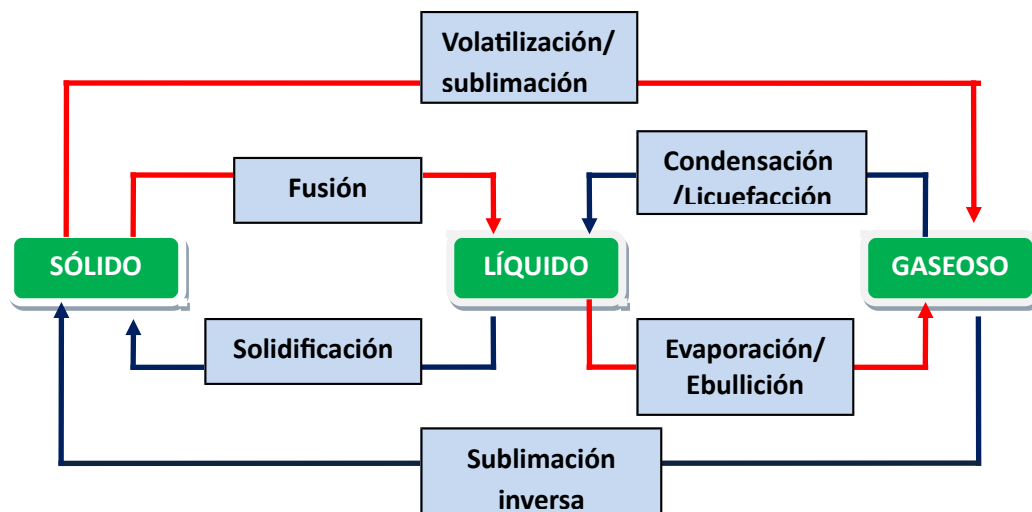 Volatilización/
sublimación
Fusión
Condensación
/Licuefacción
SÓLIDO
LÍQUIDO
GASEOSO
Solidificación
Evaporación/
Ebullición
Sublimación
inversa